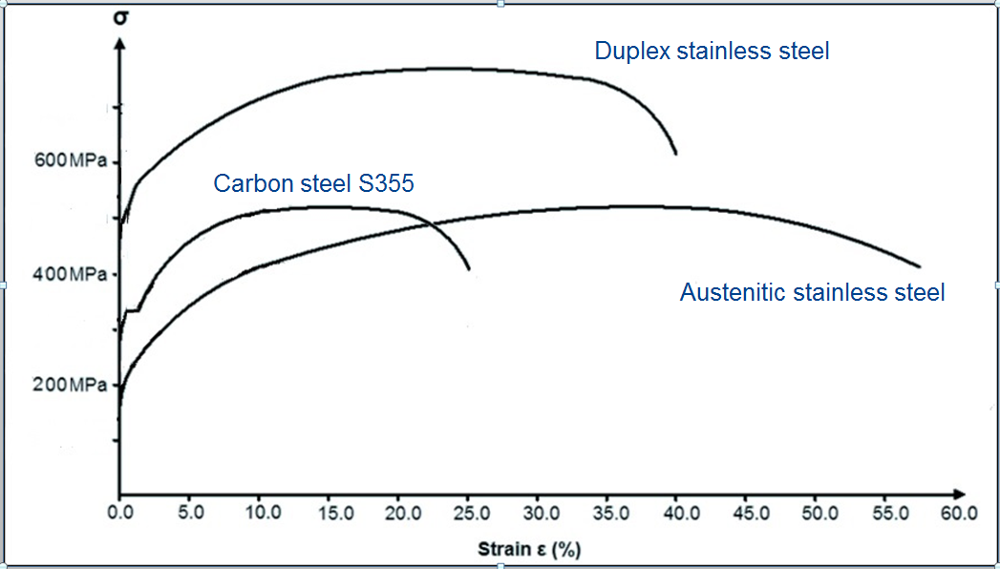 σ
Duplex stainless steel
600MPa
Carbon steel S355
400MPa
Austenitic stainless steel
200MPa
0.0 5.0 10.0 15.0 20.0 25.0 30.0 35.0 40.0 45.0 50.0 55.0 60.0
Strain ε (%)